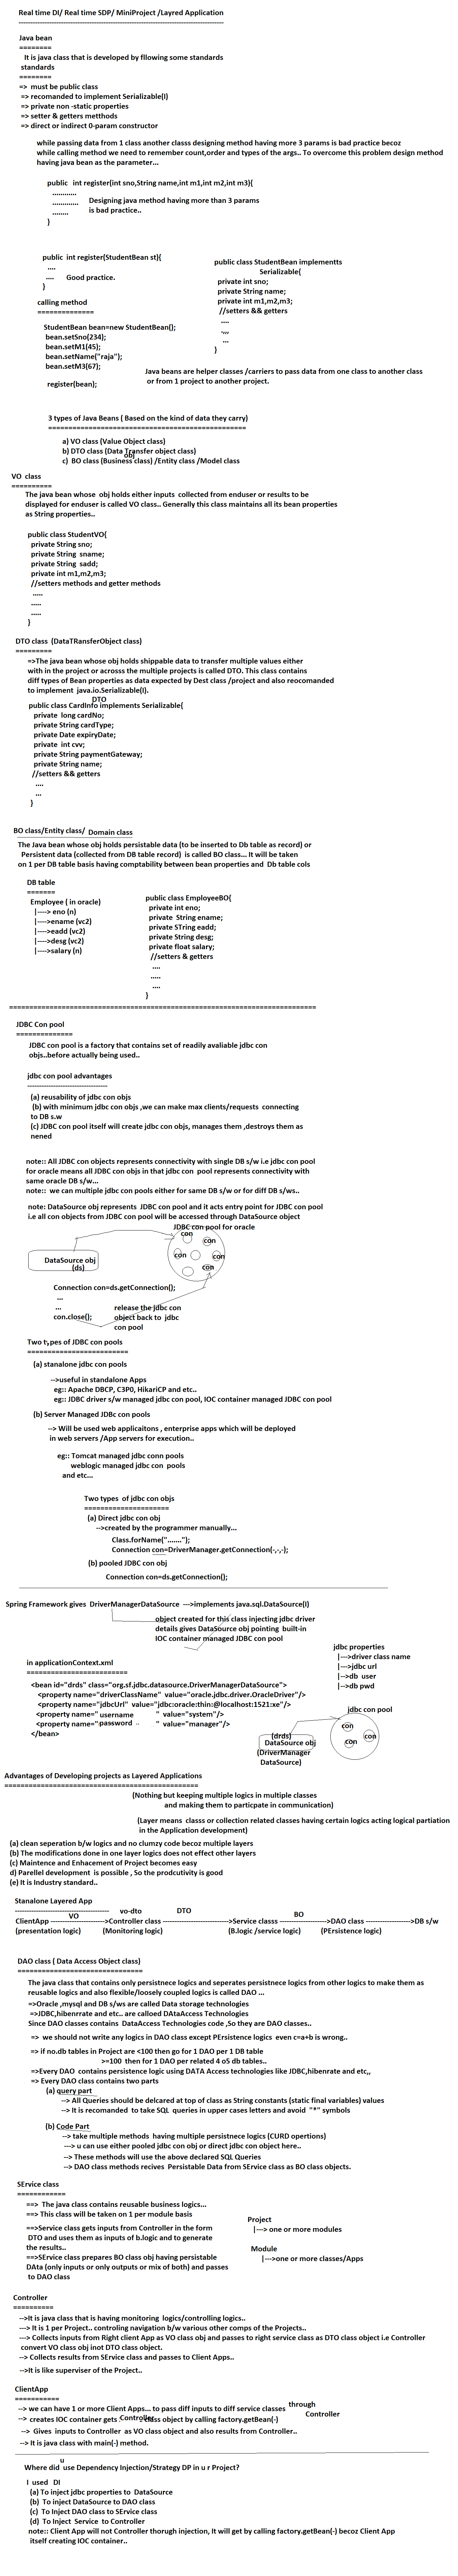 Real time DI/ Real time SDP/ MiniProject /Layred Application
------------------------------------------------------------------------
Java bean
========
It is java class that is developed by fllowing some standards
standards
========
=> must be public class
=> recomanded to implement Serializable(I)
=> private non -static properties
=> setter & getters metthods
=> direct or indirect 0-param constructor
while passing data from 1 class another classs designing method having more 3 params is bad practice becoz
while calling method we need to remember count,order and types of the args.. To overcome this problem design method
having java bean as the parameter...
public int register(int sno,String name,int m1,int m2,int m3){
............
............. Designing java method having more than 3 params
........ is bad practice..
}
public int register(StudentBean st){
....
.... Good practice.
}
public class StudentBean implementts
Serializable{
private int sno;
private String name;
private int m1,m2,m3;
//setters && getters
....
.,,,
...
}
calling method
==============
StudentBean bean=new StudentBean();
bean.setSno(234);
bean.setM1(45);
bean.setName("raja");
bean.setM3(67);
register(bean);
Java beans are helper classes /carriers to pass data from one class to another class
or from 1 project to another project.
3 types of Java Beans ( Based on the kind of data they carry)
=================================================
a) VO class (Value Object class)
b) DTO class (Data Transfer object class)
obj
c) BO class (Business class) /Entity class /Model class
VO class
==========
The java bean whose obj holds either inputs collected from enduser or results to be
displayed for enduser is called VO class.. Generally this class maintains all its bean properties
as String properties..
public class StudentVO{
private String sno;
private String sname;
private String sadd;
private int m1,m2,m3;
//setters methods and getter methods
.....
.....
.....
}
DTO class (DataTRansferObject class)
=========
=>The java bean whose obj holds shippable data to transfer multiple values either
with in the project or acrosss the multiple projects is called DTO. This class contains
diff types of Bean properties as data expected by Dest class /project and also reocomanded
to implement java.io.Serializable(I).
DTO
public class CardInfo implements Serializable{
private long cardNo;
private String cardType;
private Date expiryDate;
private int cvv;
private String paymentGateway;
private String name;
//setters && getters
....
...
}
BO class/Entity class/ Domain class
The Java bean whose obj holds persistable data (to be inserted to Db table as record) or
Persistent data (collected from DB table record) is called BO class... It will be taken
on 1 per DB table basis having comptability between bean properties and Db table cols
DB table
=======
Employee ( in oracle)
|----> eno (n)
|---->ename (vc2)
|---->eadd (vc2)
|---->desg (vc2)
|---->salary (n)
public class EmployeeBO{
private int eno;
private String ename;
private STring eadd;
private String desg;
private float salary;
//setters & getters
....
.....
....
}
============================================================================
JDBC Con pool
==============
JDBC con pool is a factory that contains set of readily avaliable jdbc con
objs..before actually being used..
jdbc con pool advantages
--------------------------------
(a) reusability of jdbc con objs
(b) with minimum jdbc con objs ,we can make max clients/requests connecting
to DB s.w
(c) JDBC con pool itself will create jdbc con objs, manages them ,destroys them as
nened
note:: All JDBC con objects represents connectivity with single DB s/w i.e jdbc con pool
for oracle means all JDBC con objs in that jdbc con pool represents connectivity with
same oracle DB s/w...
note:: we can multiple jdbc con pools either for same DB s/w or for diff DB s/ws..
note: DataSource obj represents JDBC con pool and it acts entry point for JDBC con pool
i.e all con objects from JDBC con pool will be accessed through DataSource object
JDBC con pool for oracle
con
con
con
con
con
DataSource obj
(ds)
Connection con=ds.getConnection();
...
...
con.close();
release the jdbc con
object back to jdbc
con pool
Two t,pes of JDBC con pools
=========================
(a) stanalone jdbc con pools
-->useful in standalone Apps
eg:: Apache DBCP, C3P0, HikariCP and etc..
eg:: JDBC driver s/w managed jdbc con pool, IOC container managed JDBC con pool
(b) Server Managed JDBc con pools
--> Will be used web applicaitons , enterprise apps which will be deployed
in web servers /App servers for execution..
eg:: Tomcat managed jdbc conn pools
weblogic managed jdbc con pools
and etc...
Two types of jdbc con objs
=====================
(a) Direct jdbc con obj
-->created by the programmer manually...
Class.forName(".......");
Connection con=DriverManager.getConnection(-,-,-);
(b) pooled JDBC con obj
Connection con=ds.getConnection();
Spring Framework gives DriverManagerDataSource --->implements java.sql.DataSource(I)
object created for this class injecting jdbc driver
details gives DataSource obj pointing built-in
IOC container managed JDBC con pool
jdbc properties
|--->driver class name
|--->jdbc url
|-->db user
|-->db pwd
in applicationContext.xml
=========================
<bean id="drds" class="org.sf.jdbc.datasource.DriverManagerDataSource">
<property name="driverClassName" value="oracle.jdbc.driver.OracleDriver"/>
<property name="jdbcUrl" value="jdbc:oracle:thin:@localhost:1521:xe"/>
<property name=" username " value="system"/>
<property name=" password .. " value="manager"/>
</bean>
jdbc con pool
con
con
con
(drds)
DataSource obj
(DriverManager
DataSource)
Advantages of Developing projects as Layered Applications
================================================
(Nothing but keeping multiple logics in multiple classes
and making them to particpate in communication)
(Layer means classs or collection related classes having certain logics acting logical partiation
in the Application development)
(a) clean seperation b/w logics and no clumzy code becoz multiple layers
(b) The modifications done in one layer logics does not effect other layers
(c) Maintence and Enhacement of Project becomes easy
d) Parellel development is possible , So the prodcutivity is good
(e) It is Industry standard..
Stanalone Layered App
--------------------------------------
VO vo-dto DTO BO
ClientApp ---------------------->Controller class --------------------------->Service classs ------------------->DAO class ------------------>DB s/w
(presentation logic) (Monitoring logic) (B.logic /service logic) (PErsistence logic)
DAO class ( Data Access Object class)
===============================
The java class that contains only persistnece logics and seperates persistnece logics from other logics to make them as
reusable logics and also flexible/loosely coupled logics is called DAO ...
=>Oracle ,mysql and DB s/ws are called Data storage technologies
=>JDBC,hibenrrate and etc.. are calloed DAtaAccess Technologies
Since DAO classes contains DataAccess Technologies code ,So they are DAO classes..
=> we should not write any logics in DAO class except PErsistence logics even c=a+b is wrong..
=> if no.db tables in Project are <100 then go for 1 DAO per 1 DB table
>=100 then for 1 DAO per related 4 o5 db tables..
=>Every DAO contains persistence logic using DATA Access technologies like JDBC,hibenrate and etc,,
=> Every DAO class contains two parts
(a) query part
--> All Queries should be delcared at top of class as String constants (static final variables) values
--> It is recomanded to take SQL queries in upper cases letters and avoid "*" symbols
(b) Code Part
--> take multiple methods having multiple persistnece logics (CURD opertions)
---> u can use either pooled jdbc con obj or direct jdbc con object here..
--> These methods will use the above declared SQL Queries
--> DAO class methods recives Persistable Data from SErvice class as BO class objects.
SErvice class
============
==> The java class contains reusable business logics...
==> This class will be taken on 1 per module basis
==>Service class gets inputs from Controller in the form
DTO and uses them as inputs of b.logic and to generate
the results..
==>SErvice class prepares BO class obj having persistable
DAta (only inputs or only outputs or mix of both) and passes
to DAO class
Project
|---> one or more modules
Module
|--->one or more classes/Apps
Controller
==========
-->It is java class that is having monitoring logics/controlling logics..
---> It is 1 per Project.. controling navigation b/w various other comps of the Projects..
---> Collects inputs from Right client App as VO class obj and passes to right service class as DTO class object i.e Controller
convert VO class obj inot DTO class object.
--> Collects results from SErvice class and passes to Client Apps..
-->It is like superviser of the Project..
ClientApp
===========
--> we can have 1 or more Client Apps... to pass diff inputs to diff service classes through
Controller
--> creates IOC container gets Controller class object by calling factory.getBean(-)
--> Gives inputs to Controller as VO class object and also results from Controller..
--> It is java class with main(-) method.
u
Where did use Dependency Injection/Strategy DP in u r Project?
I used DI
(a) To inject jdbc properties to DataSource
(b) To inject DataSource to DAO class
(c) To Inject DAO class to SErvice class
(d) To Inject Service to Controller
note:: Client App will not Controller thorugh injection, It will get by calling factory.getBean(-) becoz Client App
itself creating IOC container..